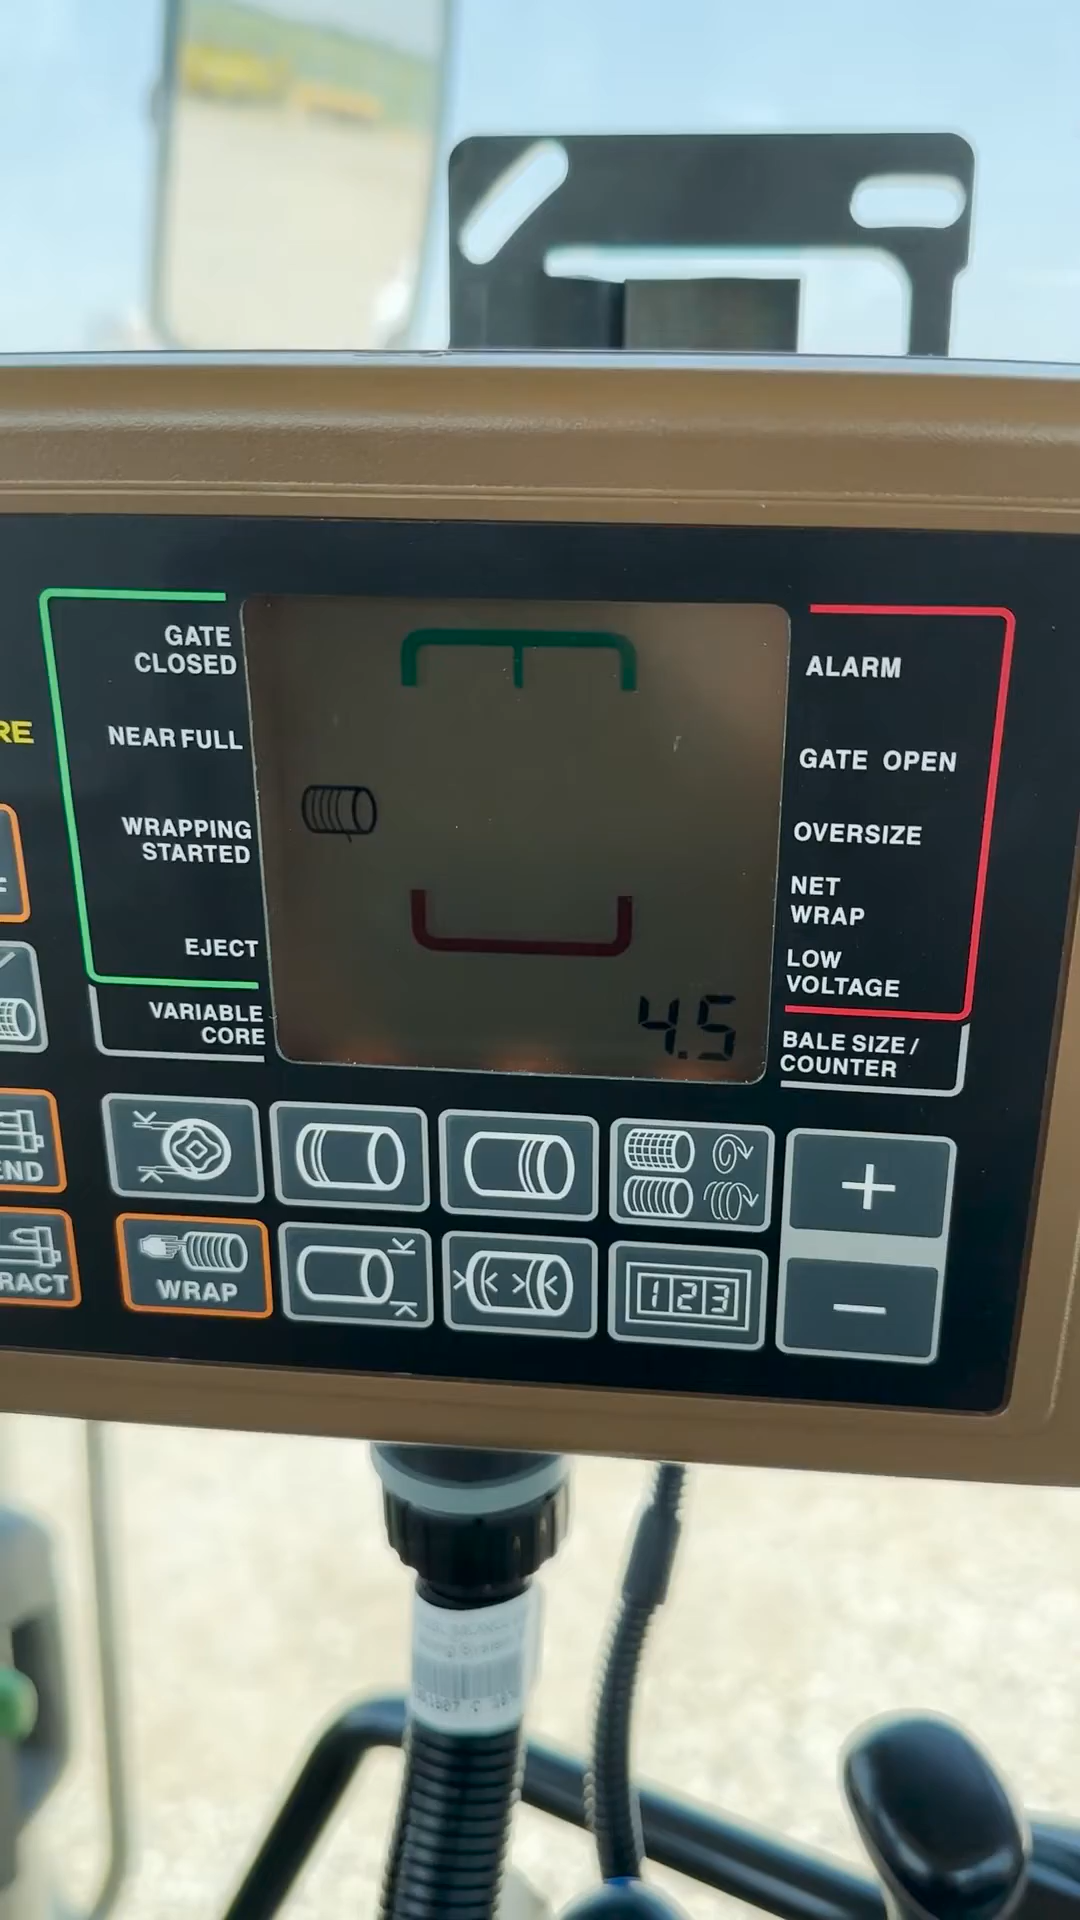 GATE
CLOSED
NEAR FULL
WRAPPING
STARTED
EJECT
VARIABLE
CORE
ALARM
GATE OPEN
OVERSIZE
NET
WRAP
LOW
VOLTAGE
BALE SIZE /
COUNTER
4.5
RE
END
RACT
WRAP
123
+
−